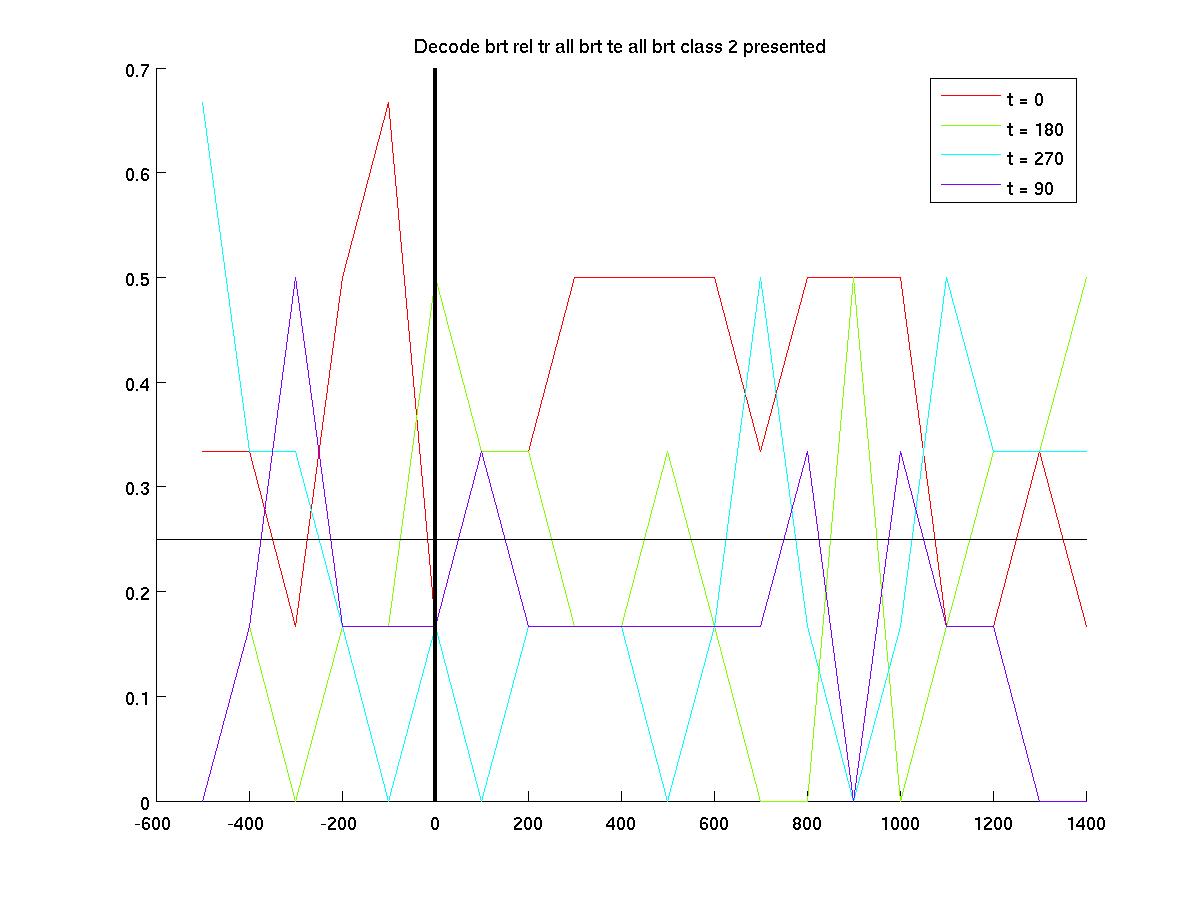 Decode brt rel tr all brt te all brt class 2 presented
0.7
0.6
0.5
0.4
0.3
0.2
0.1
0
-600 -400 -200 0 200 400 600 800 1000 1200 1400
t = 0
t = 180
t = 270
t = 90